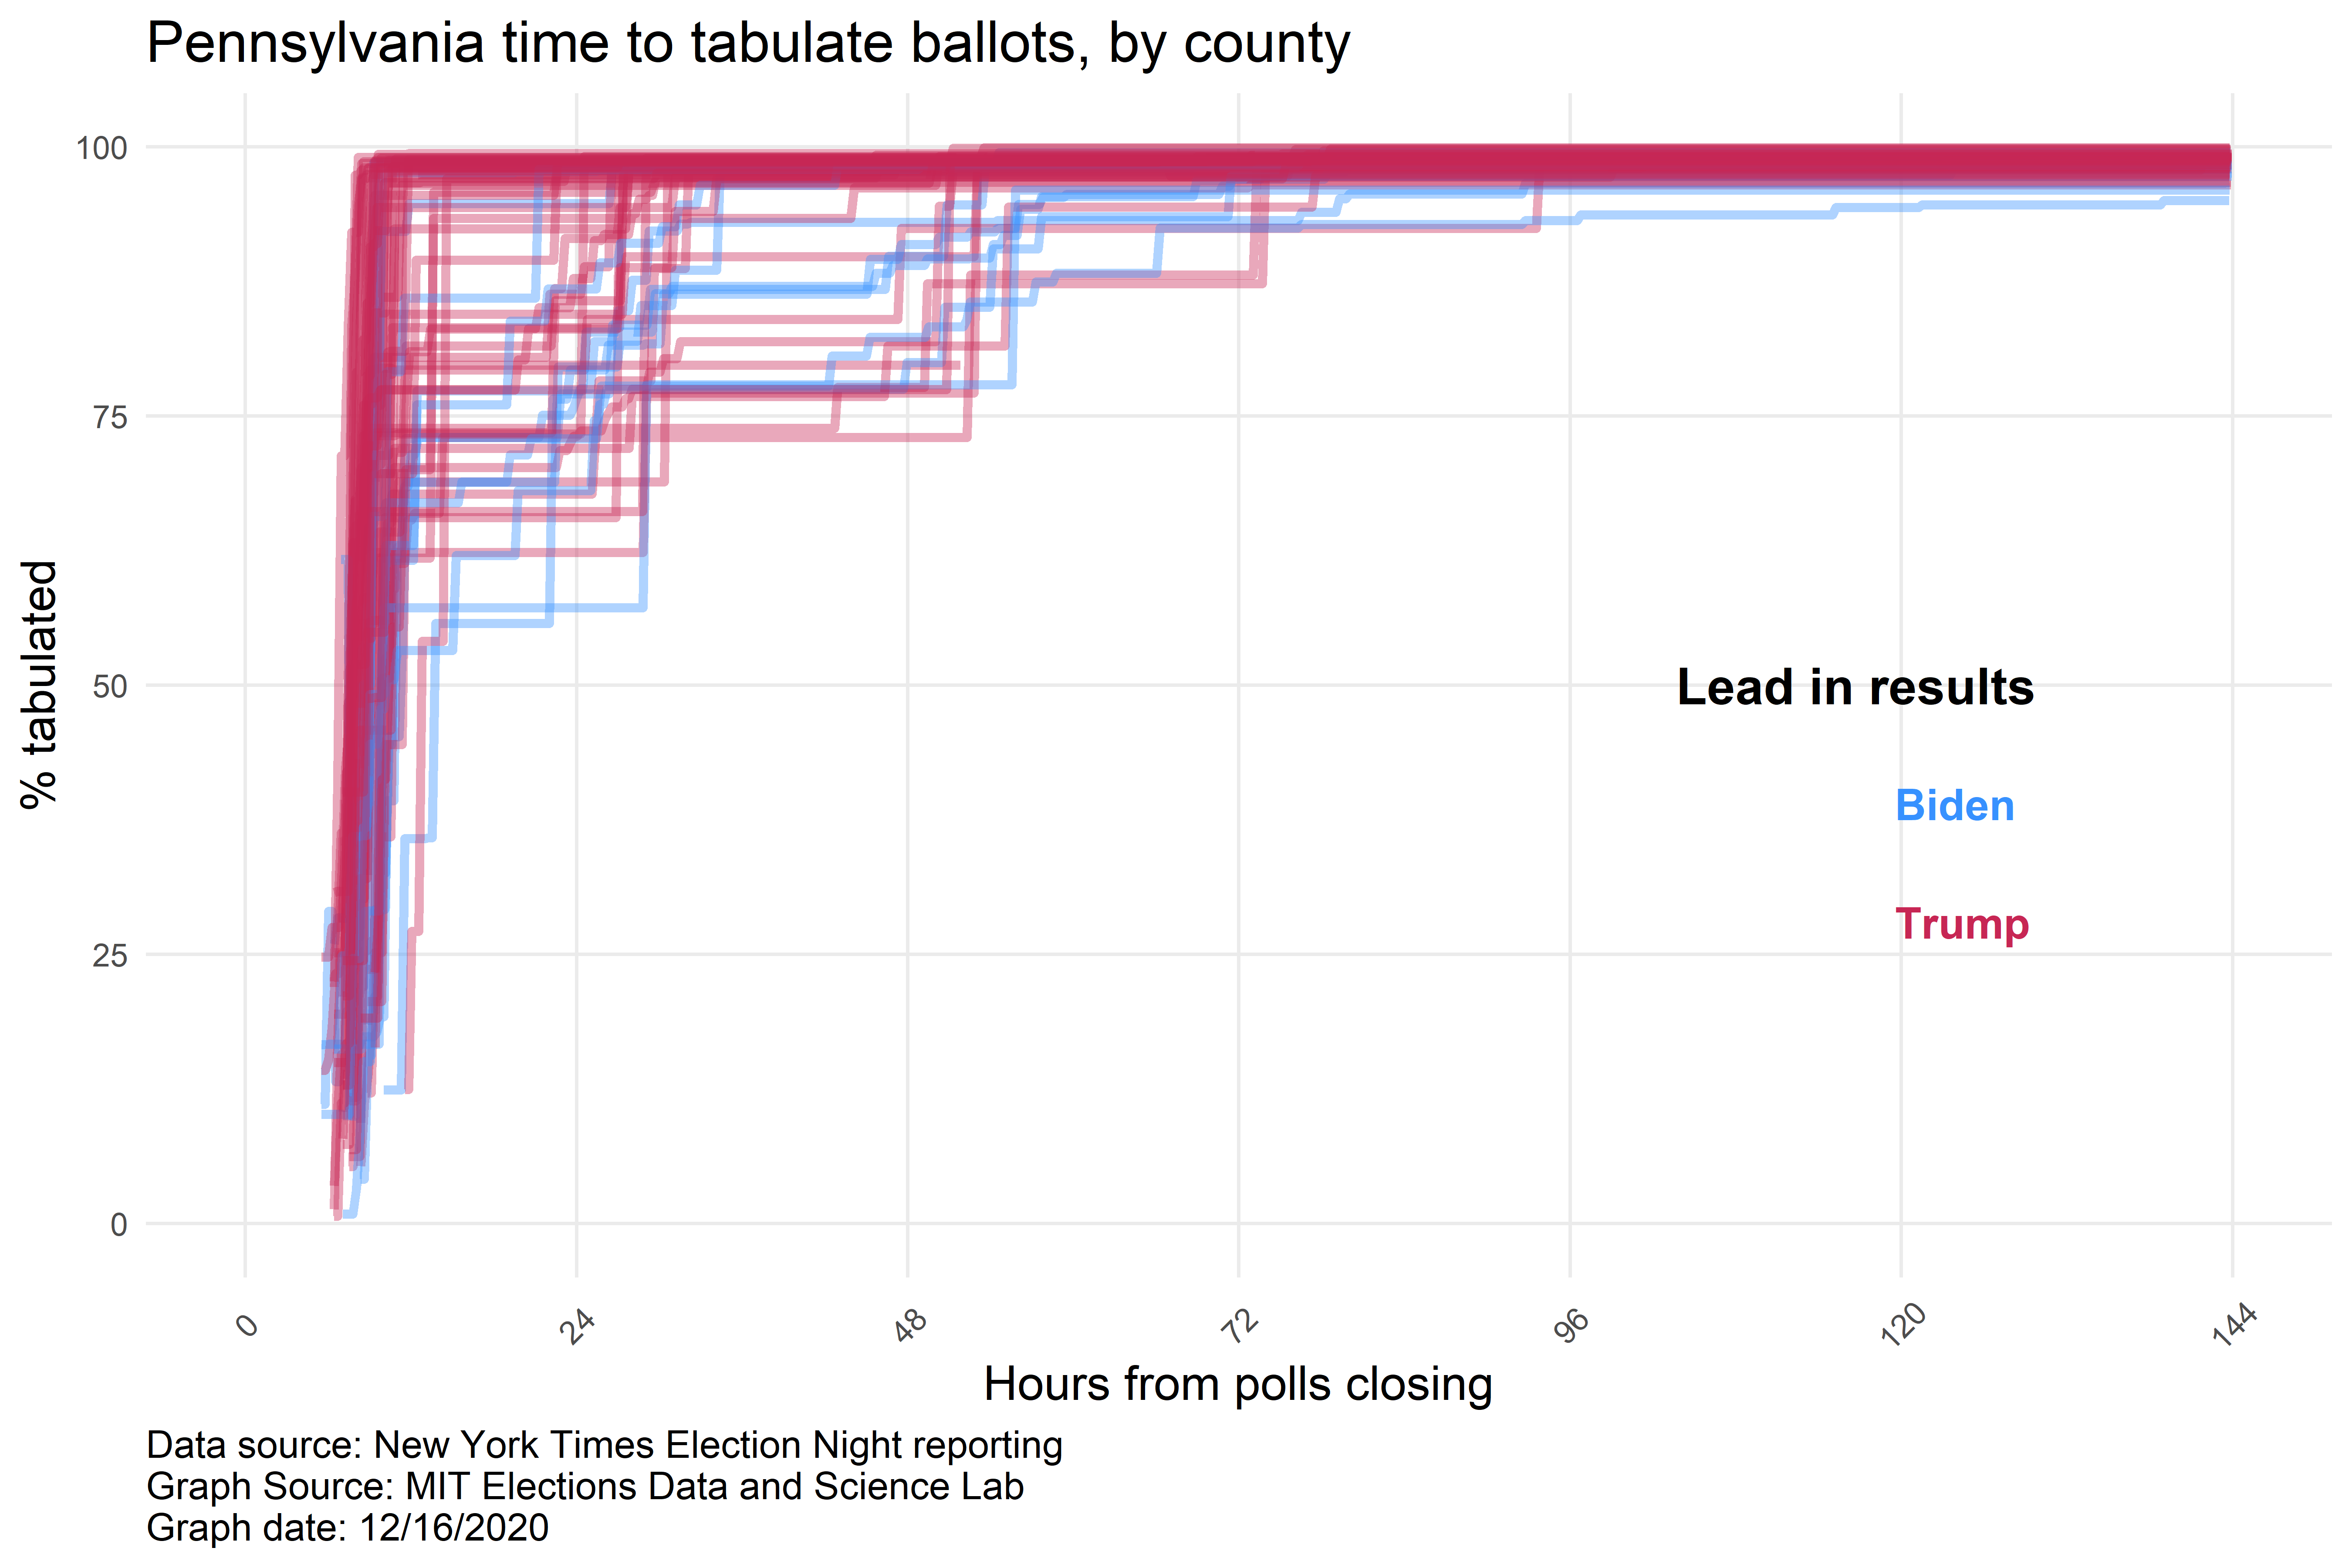 Pennsylvania time to tabulate ballots, by county
100
75
50
25
0
% tabulated
Lead in results
Biden
Trump
0
24
48
72
96
120
144
Hours from polls closing
Data source: New York Times Election Night reporting
Graph Source: MIT Elections Data and Science Lab
Graph date: 12/16/2020